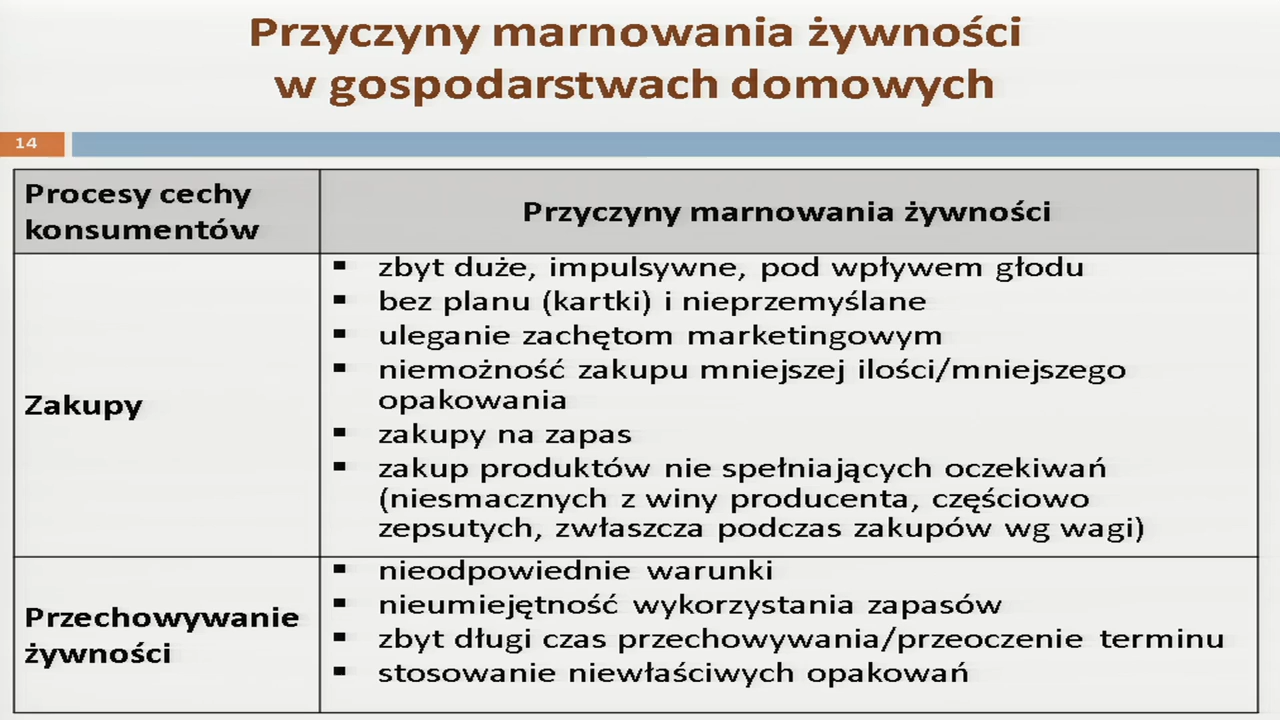 Przyczyny marnowania żywności
w gospodarstwach domowych
14
Procesy cechy
konsumentów
Przyczyny marnowania żywności
Zakupy
▪ zbyt duże, impulsywne, pod wpływem głodu
▪ bez planu (kartki) i nieprzemyślane
▪ uleganie zachętom marketingowym
▪ niemożność zakupu mniejszej ilości/mniejszego
opakowania
▪ zakupy na zapas
▪ zakup produktów nie spełniających oczekiwań
(niesmacznych z winy producenta, częściowo
zepsutych, zwłaszcza podczas zakupów wg wagi)
Przechowywanie
żywności
▪ nieodpowiednie warunki
▪ nieumiejętność wykorzystania zapasów
▪ zbyt długi czas przechowywania/przeoczenie terminu
▪ stosowanie niewłaściwych opakowań